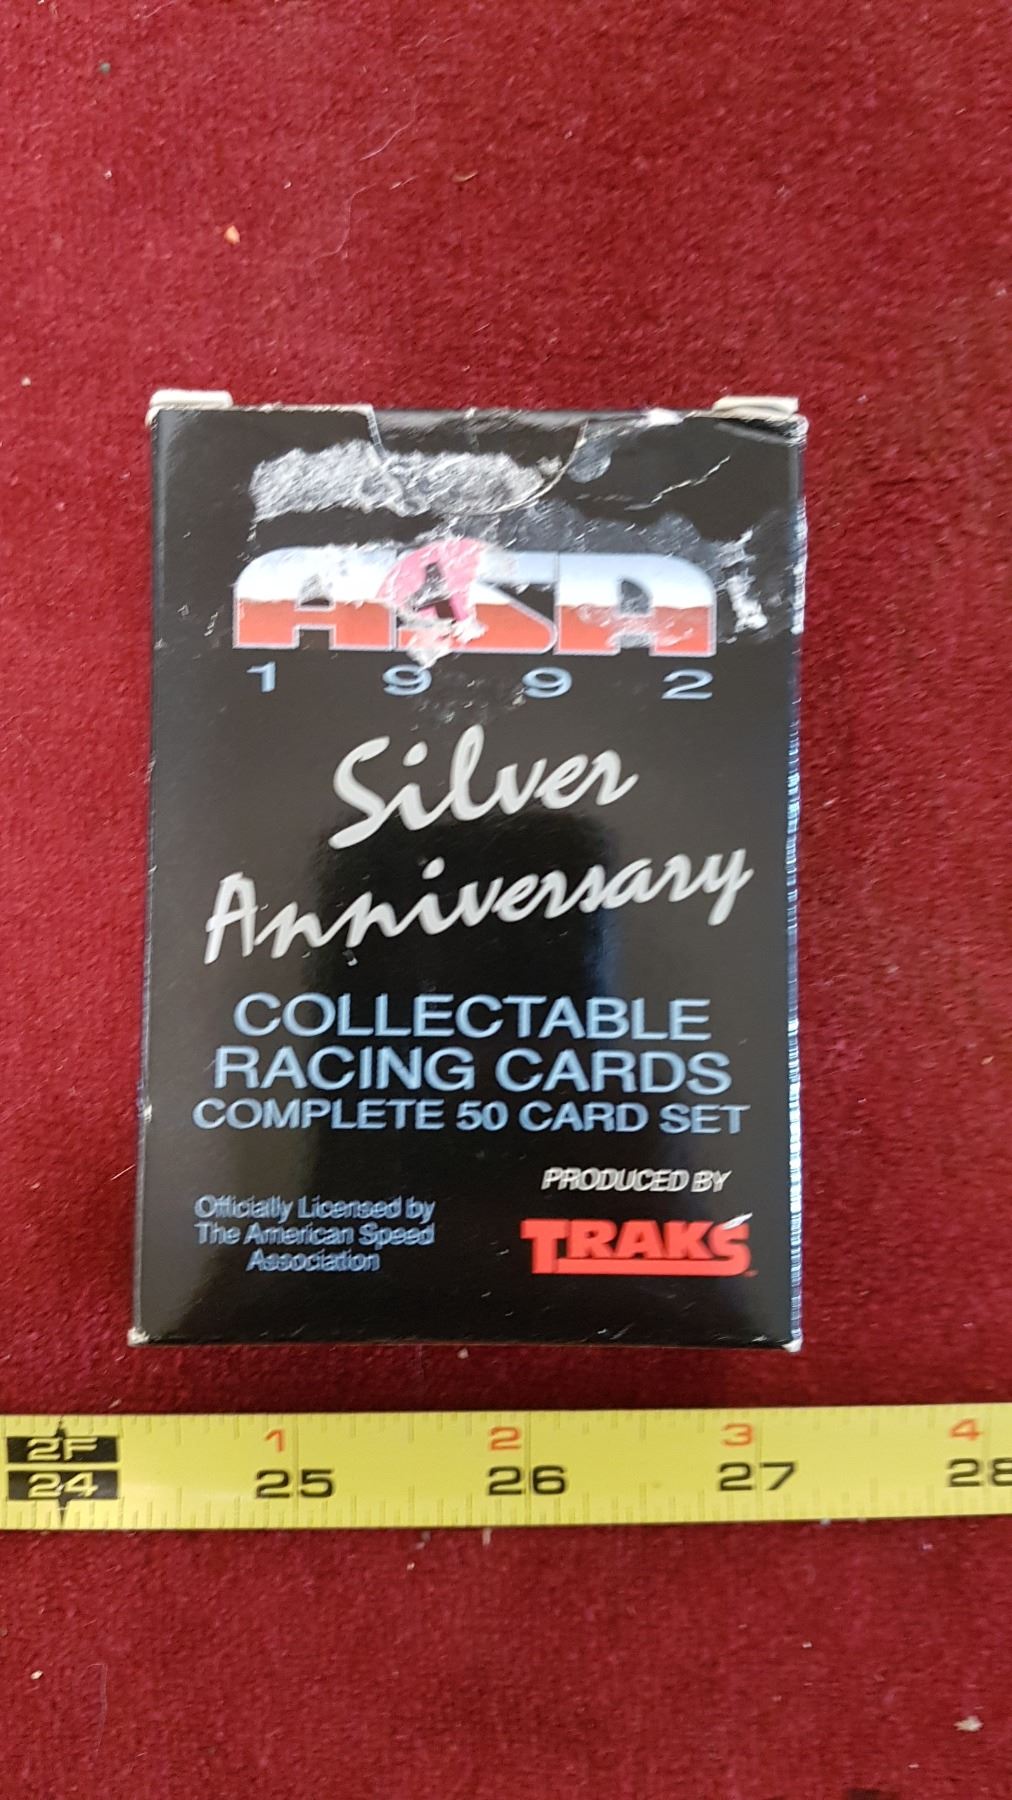 ASA
1992
Silver
Anniversary
COLLECTABLE
RACING CARDS
COMPLETE 50 CARD SET
PRODUCED BY
TRAKS
Officially Licensed by
The American Speed
Association
2F 1 2 3 4
24 25 26 27 28